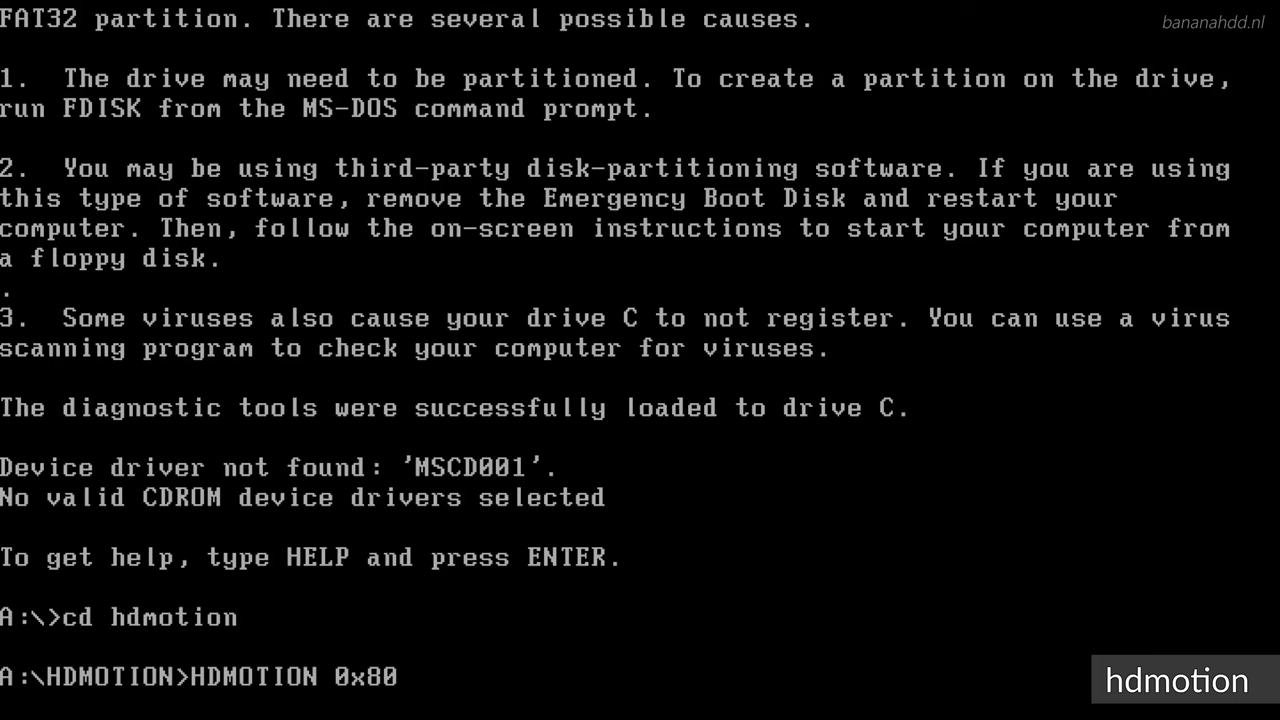 FAT32 partition. There are several possible causes.
bananahdd.nl
1.  The drive may need to be partitioned. To create a partition on the drive,
run FDISK from the MS-DOS command prompt.
2.  You may be using third-party disk-partitioning software. If you are using
this type of software, remove the Emergency Boot Disk and restart your
computer. Then, follow the on-screen instructions to start your computer from
a floppy disk.
.
3.  Some viruses also cause your drive C to not register. You can use a virus
scanning program to check your computer for viruses.
The diagnostic tools were successfully loaded to drive C.
Device driver not found: 'MSCD001'.
No valid CDROM device drivers selected
To get help, type HELP and press ENTER.
A:\>cd hdmotion
A:\HDMOTION>HDMOTION 0x80
hdmotion